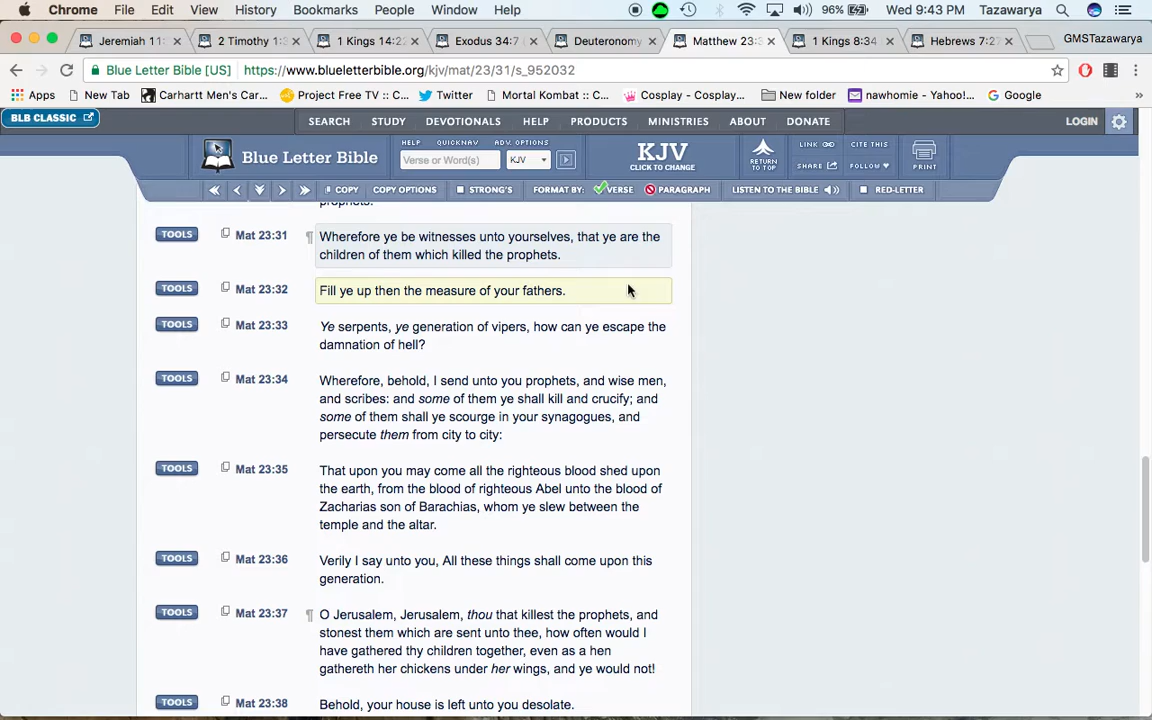 Chrome File Edit View History Bookmarks People Window Help 96% Wed 9:43 PM Tazawarya
Jeremiah 11: 2 Timothy 1:3 1 Kings 14:22 Exodus 34:7 Deuteronomy Matthew 23:3 1 Kings 8:34 Hebrews 7:27 GMSTazawarya
Blue Letter Bible [US] https://www.blueletterbible.org/kjv/mat/23/31/s_952032
Apps New Tab Carhartt Men's Car... Project Free TV :: C... Twitter Mortal Kombat :: C... Cosplay - Cosplay... New folder nawhomie - Yahoo!... Google »
BLB CLASSIC SEARCH STUDY DEVOTIONALS HELP PRODUCTS MINISTRIES ABOUT DONATE LOGIN
HELP QUICKNAV ADV. OPTIONS
Blue Letter Bible Verse or Word(s) KJV KJV CLICK TO CHANGE RETURN TO TOP LINK CITE THIS SHARE FOLLOW PRINT
COPY COPY OPTIONS STRONG'S FORMAT BY: VERSE PARAGRAPH LISTEN TO THE BIBLE RED-LETTER
prophets.
TOOLS Mat 23:31 ¶ Wherefore ye be witnesses unto yourselves, that ye are the
children of them which killed the prophets.
TOOLS Mat 23:32 Fill ye up then the measure of your fathers.
TOOLS Mat 23:33 Ye serpents, ye generation of vipers, how can ye escape the
damnation of hell?
TOOLS Mat 23:34 Wherefore, behold, I send unto you prophets, and wise men,
and scribes: and some of them ye shall kill and crucify; and
some of them shall ye scourge in your synagogues, and
persecute them from city to city:
TOOLS Mat 23:35 That upon you may come all the righteous blood shed upon
the earth, from the blood of righteous Abel unto the blood of
Zacharias son of Barachias, whom ye slew between the
temple and the altar.
TOOLS Mat 23:36 Verily I say unto you, All these things shall come upon this
generation.
TOOLS Mat 23:37 ¶ O Jerusalem, Jerusalem, thou that killest the prophets, and
stonest them which are sent unto thee, how often would I
have gathered thy children together, even as a hen
gathereth her chickens under her wings, and ye would not!
TOOLS Mat 23:38 Behold, your house is left unto you desolate.